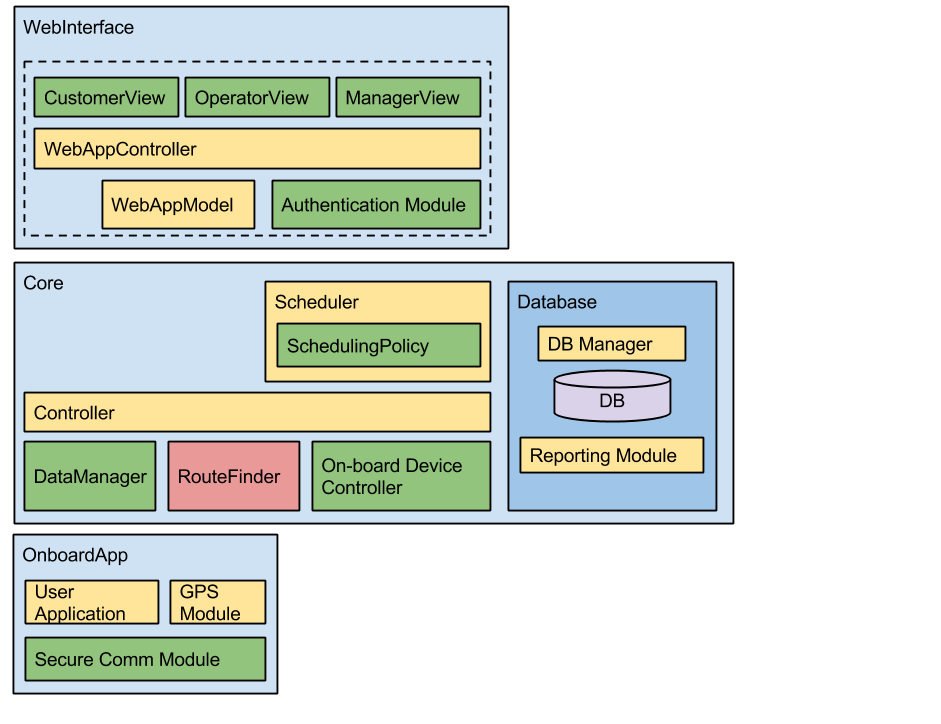 WebInterface
CustomerView
OperatorView
ManagerView
WebAppController
WebAppModel
Authentication Module
Core
Scheduler
SchedulingPolicy
Controller
DataManager
RouteFinder
On-board Device
Controller
Database
DB Manager
DB
Reporting Module
OnboardApp
User
Application
GPS
Module
Secure Comm Module